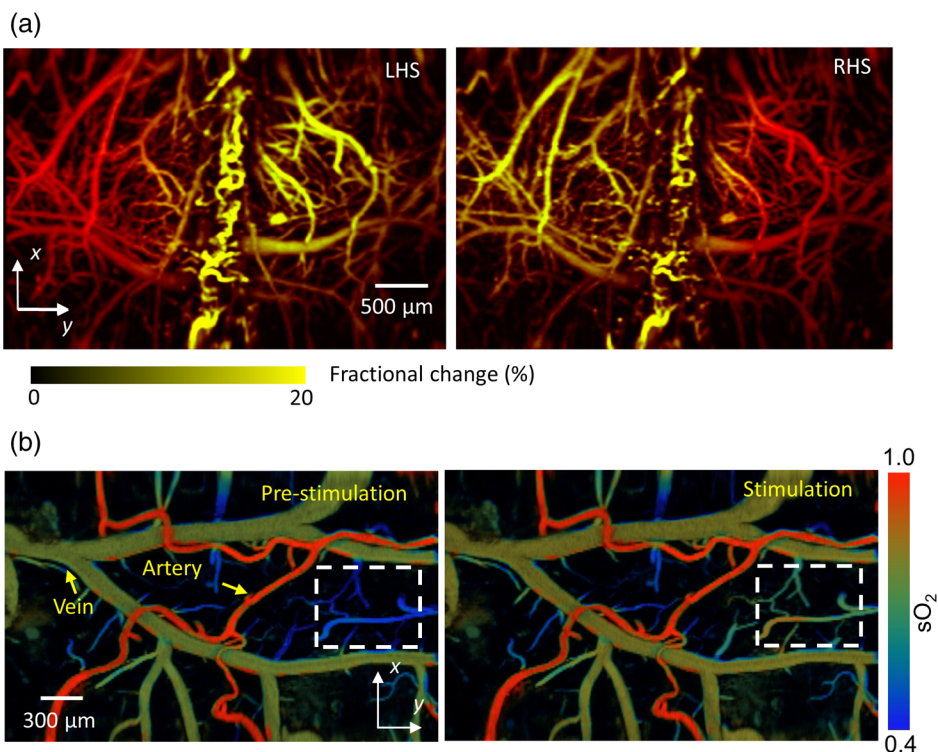 (a)
LHS
RHS
x
y
500 μm
0
20
Fractional change (%)
(b)
Pre-stimulation
Stimulation
1.0
Artery
Vein
sO₂
300 μm
x
y
0.4